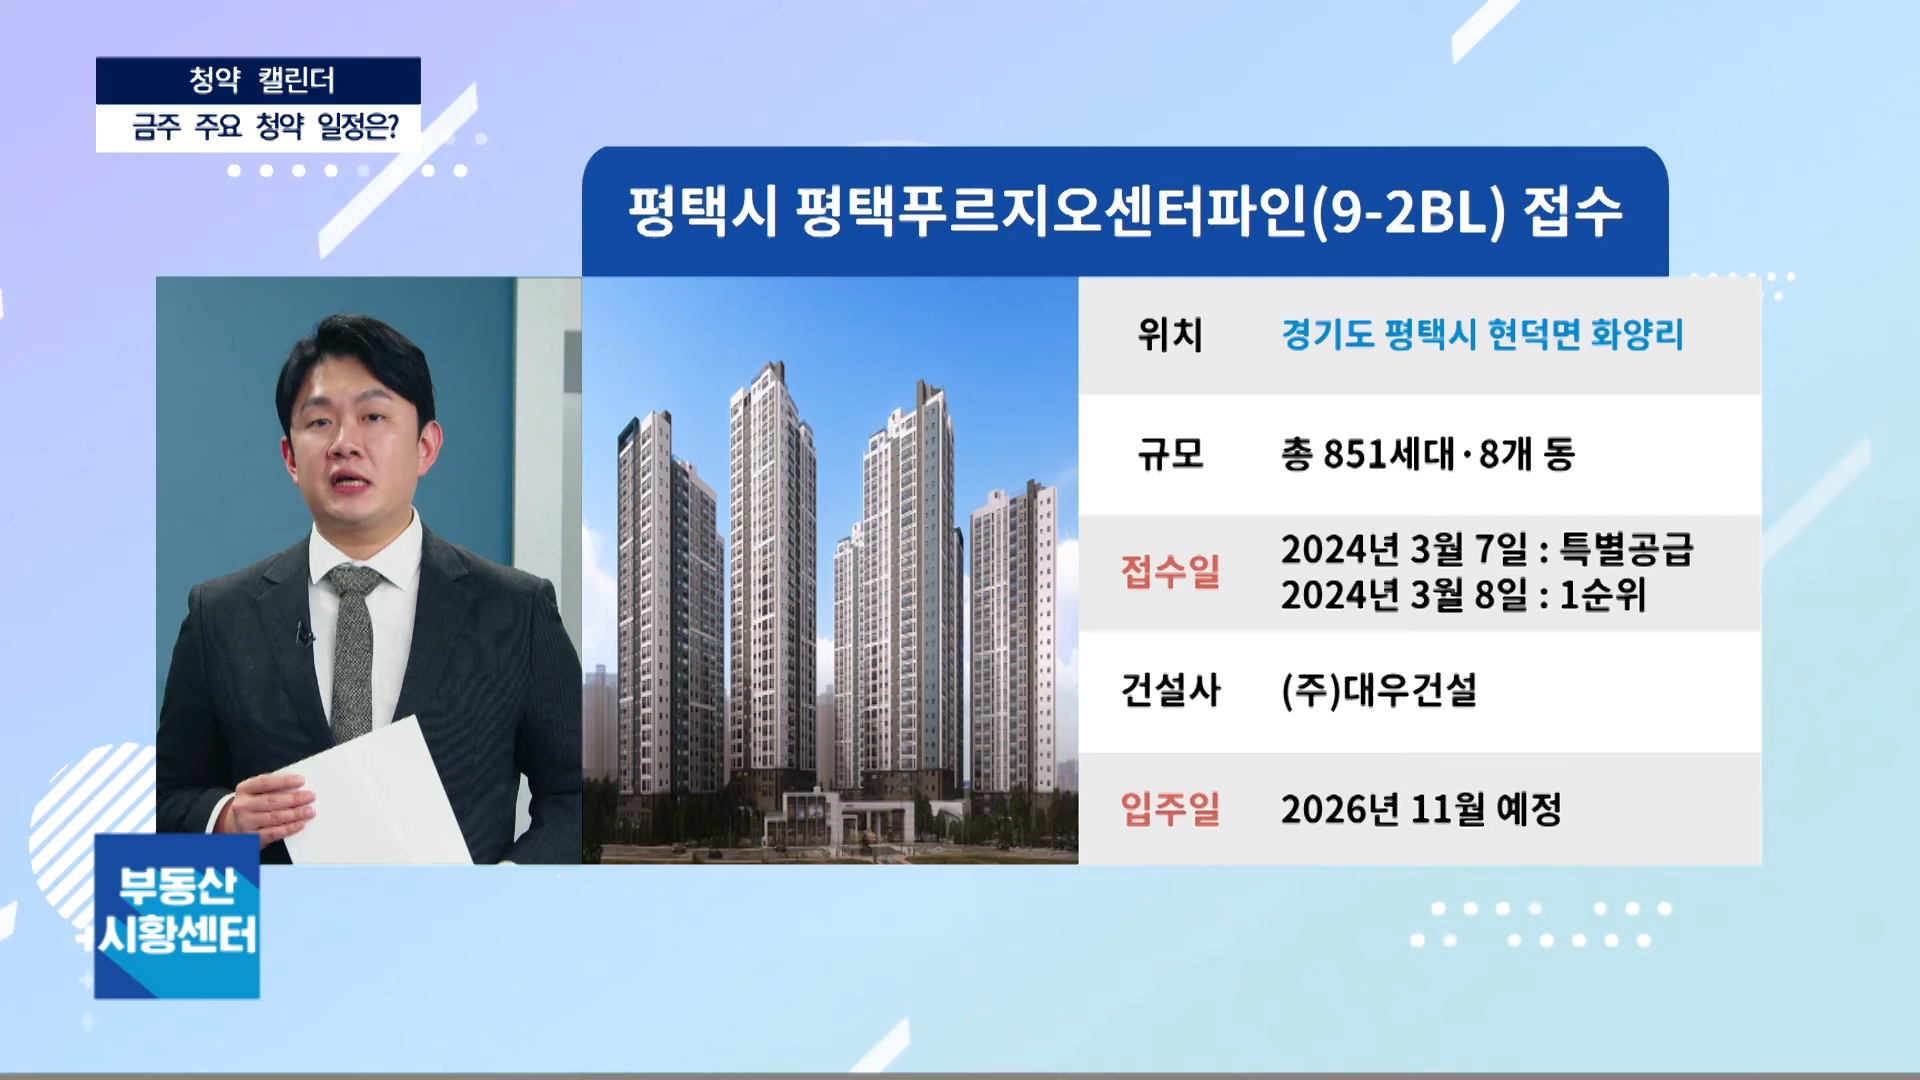 청약 캘린더
금주 주요 청약 일정은?
평택시 평택푸르지오센터파인(9-2BL) 접수
위치 경기도 평택시 현덕면 화양리
규모 총 851세대·8개 동
접수일 2024년 3월 7일 : 특별공급
2024년 3월 8일 : 1순위
건설사 (주)대우건설
입주일 2026년 11월 예정
부동산
시황센터